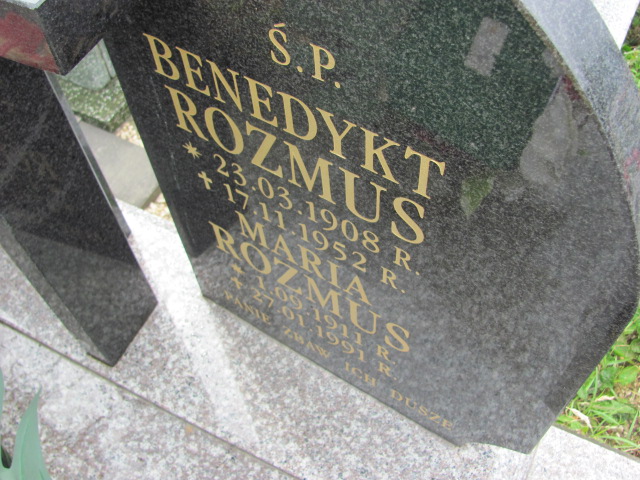 Ś.P.
BENEDYKT
ROZMUS
* 23.03.1908 R.
✝ 17.11.1952 R.
MARIA
ROZMUS
* 1.09.1911 R.
✝ 27.01.1991 R.
PANIE ZBAW ICH DUSZE